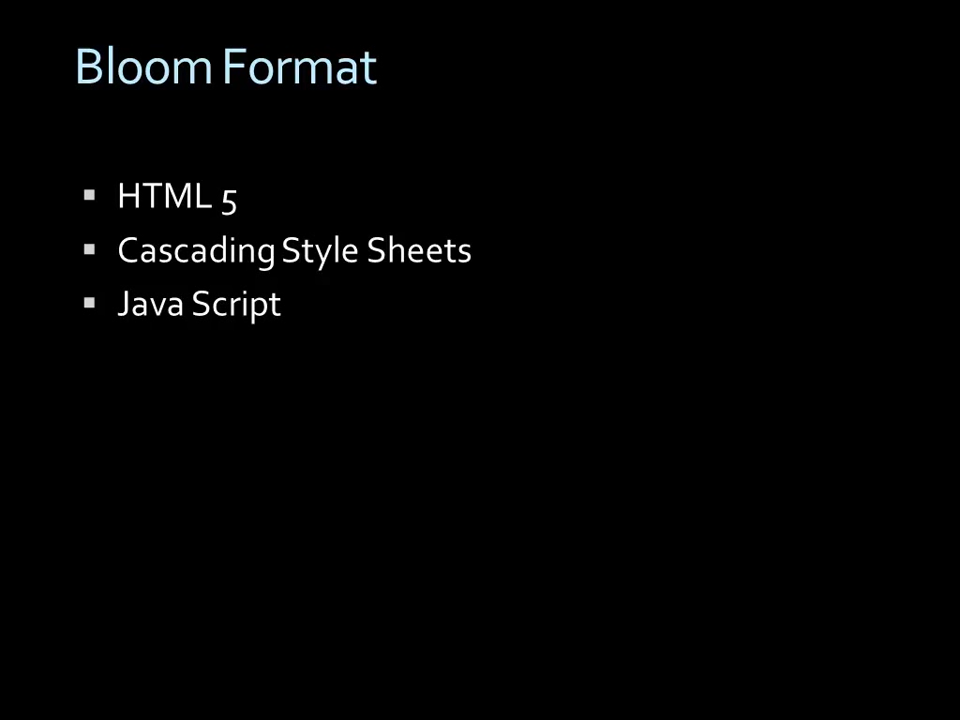 Bloom Format
▪ HTML 5
▪ Cascading Style Sheets
▪ Java Script